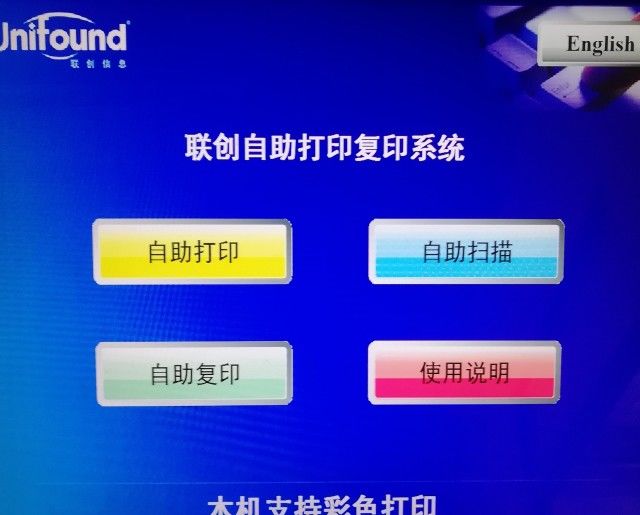 Unifound
联创信息
English
联创自助打印复印系统
自助打印
自助扫描
自助复印
使用说明
本机支持彩色打印